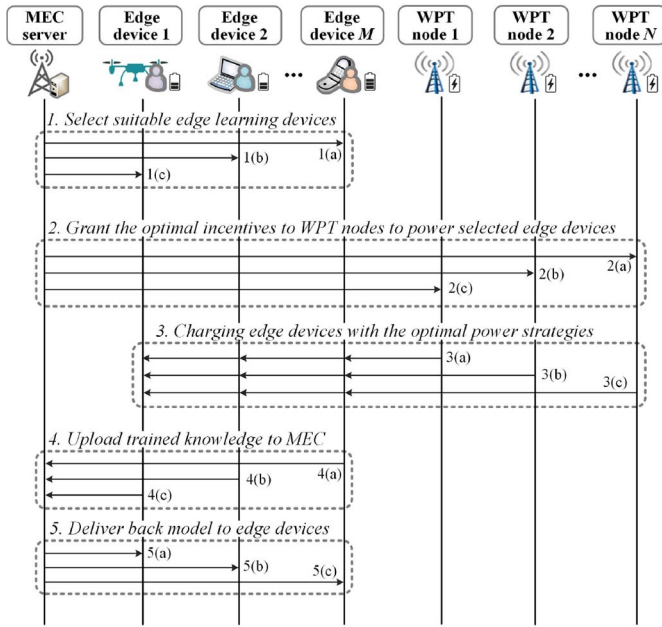 MEC server
Edge device 1
Edge device 2
Edge device M
WPT node 1
WPT node 2
WPT node N
...
...
1. Select suitable edge learning devices
1(a)
1(b)
1(c)
2. Grant the optimal incentives to WPT nodes to power selected edge devices
2(a)
2(b)
2(c)
3. Charging edge devices with the optimal power strategies
3(a)
3(b)
3(c)
4. Upload trained knowledge to MEC
4(a)
4(b)
4(c)
5. Deliver back model to edge devices
5(a)
5(b)
5(c)